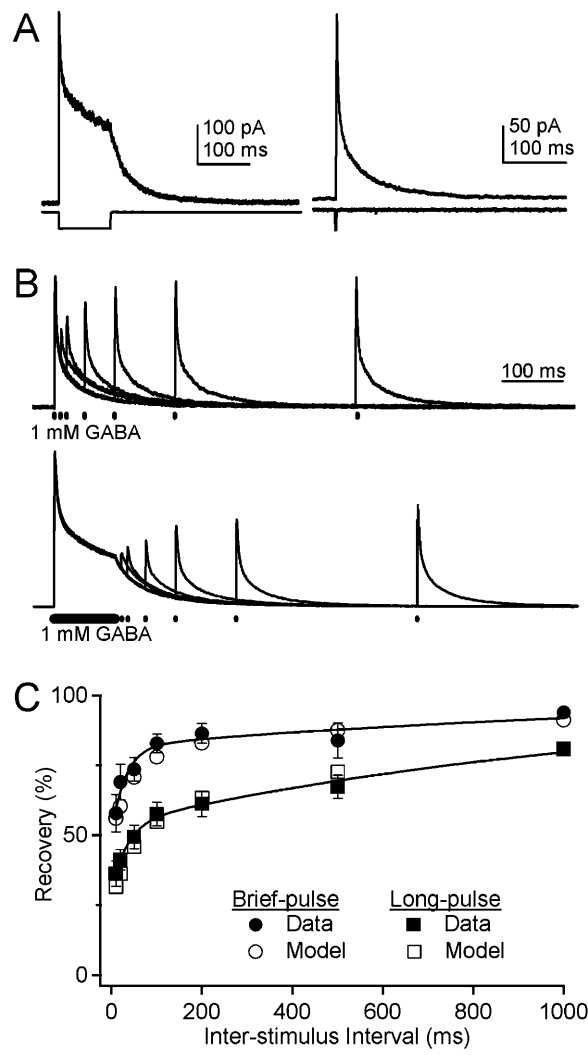 A
100 pA
100 ms
50 pA
100 ms
B
100 ms
1 mM GABA
1 mM GABA
C
100
50
0
Recovery (%)
Brief-pulse
Long-pulse
Data
Data
Model
Model
0
200
400
600
800
1000
Inter-stimulus Interval (ms)